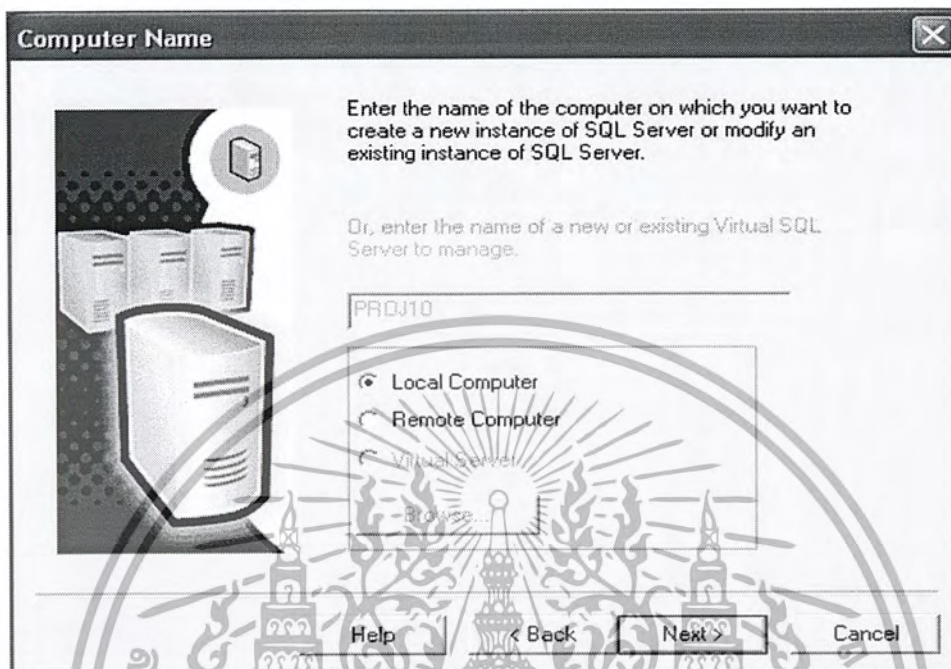 Computer Name
Enter the name of the computer on which you want to
create a new instance of SQL Server or modify an
existing instance of SQL Server.
Or, enter the name of a new or existing Virtual SQL
Server to manage.
PROJ10
Local Computer
Remote Computer
Virtual Server
Browse...
Help
< Back
Next >
Cancel